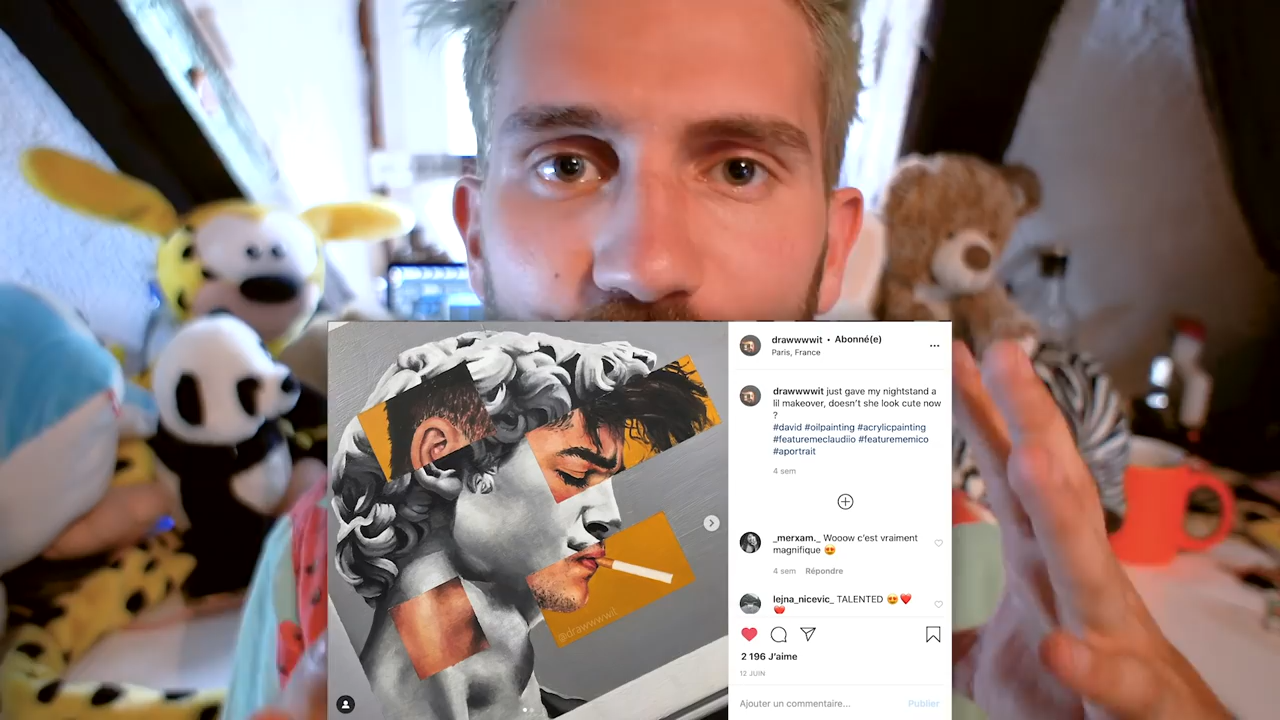 drawwwwit • Abonné(e)
Paris, France
...
drawwwwit just gave my nightstand a
lil makeover, doesn't she look cute now
?
#david #oilpainting #acrylicpainting
#featuremeclaudiio #featurememico
#aportrait
4 sem
_merxam._ Wooow c'est vraiment
magnifique 😍
4 sem Répondre
lejna_nicevic_ TALENTED 😍❤️
❤️
2 196 J'aime
12 JUIN
Ajouter un commentaire... Publier
@drawwwwit